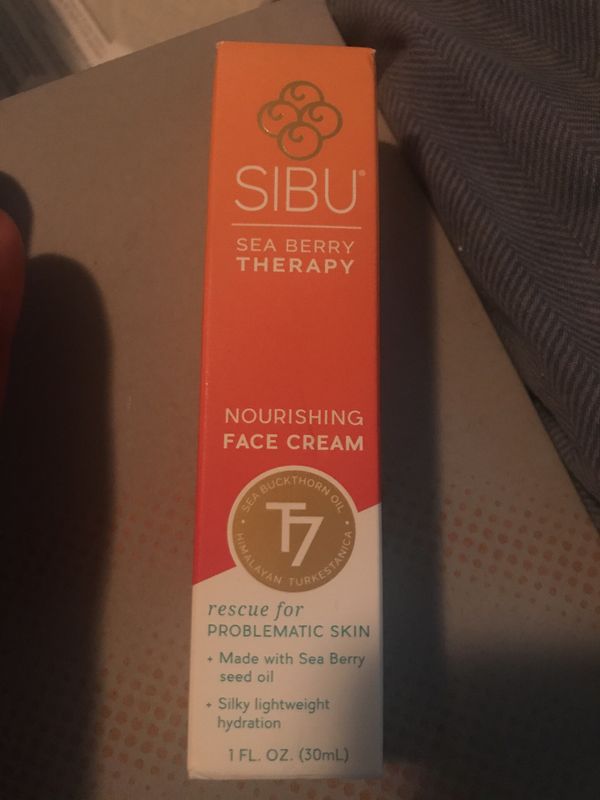 SIBU®
SEA BERRY
THERAPY
NOURISHING
FACE CREAM
• SEA BUCKTHORN OIL •
T7
HIMALAYAN TURKESTANICA
rescue for
PROBLEMATIC SKIN
+ Made with Sea Berry
seed oil
+ Silky lightweight
hydration
1 FL. OZ. (30mL)